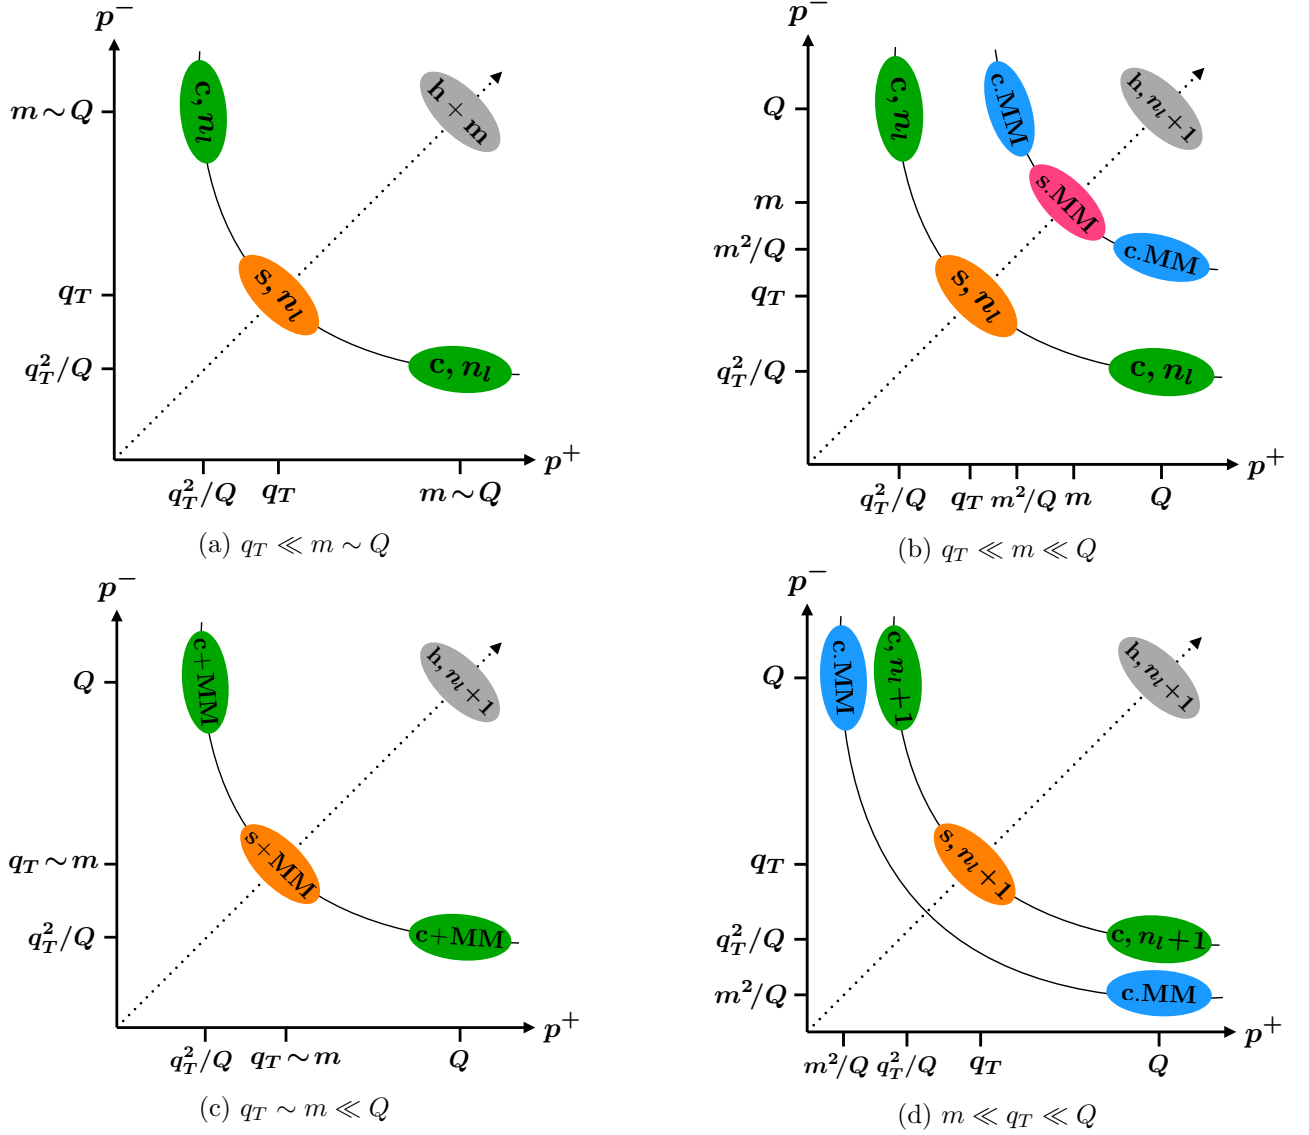 p⁻
m ∼ Q
q_T
q_T²/Q
c, n_l
h + m
s, n_l
c, n_l
p⁺
q_T²/Q
q_T
m ∼ Q
(a) q_T ≪ m ∼ Q
p⁻
Q
m
m²/Q
q_T
q_T²/Q
c, n_l
c.MM
h, n_l+1
s.MM
c.MM
s, n_l
c, n_l
p⁺
q_T²/Q
q_T
m²/Q
m
Q
(b) q_T ≪ m ≪ Q
p⁻
Q
q_T ∼ m
q_T²/Q
c+MM
h, n_l+1
s+MM
c+MM
p⁺
q_T²/Q
q_T ∼ m
Q
(c) q_T ∼ m ≪ Q
p⁻
Q
q_T
q_T²/Q
m²/Q
c.MM
c, n_l+1
h, n_l+1
s, n_l+1
c, n_l+1
c.MM
p⁺
m²/Q
q_T²/Q
q_T
Q
(d) m ≪ q_T ≪ Q